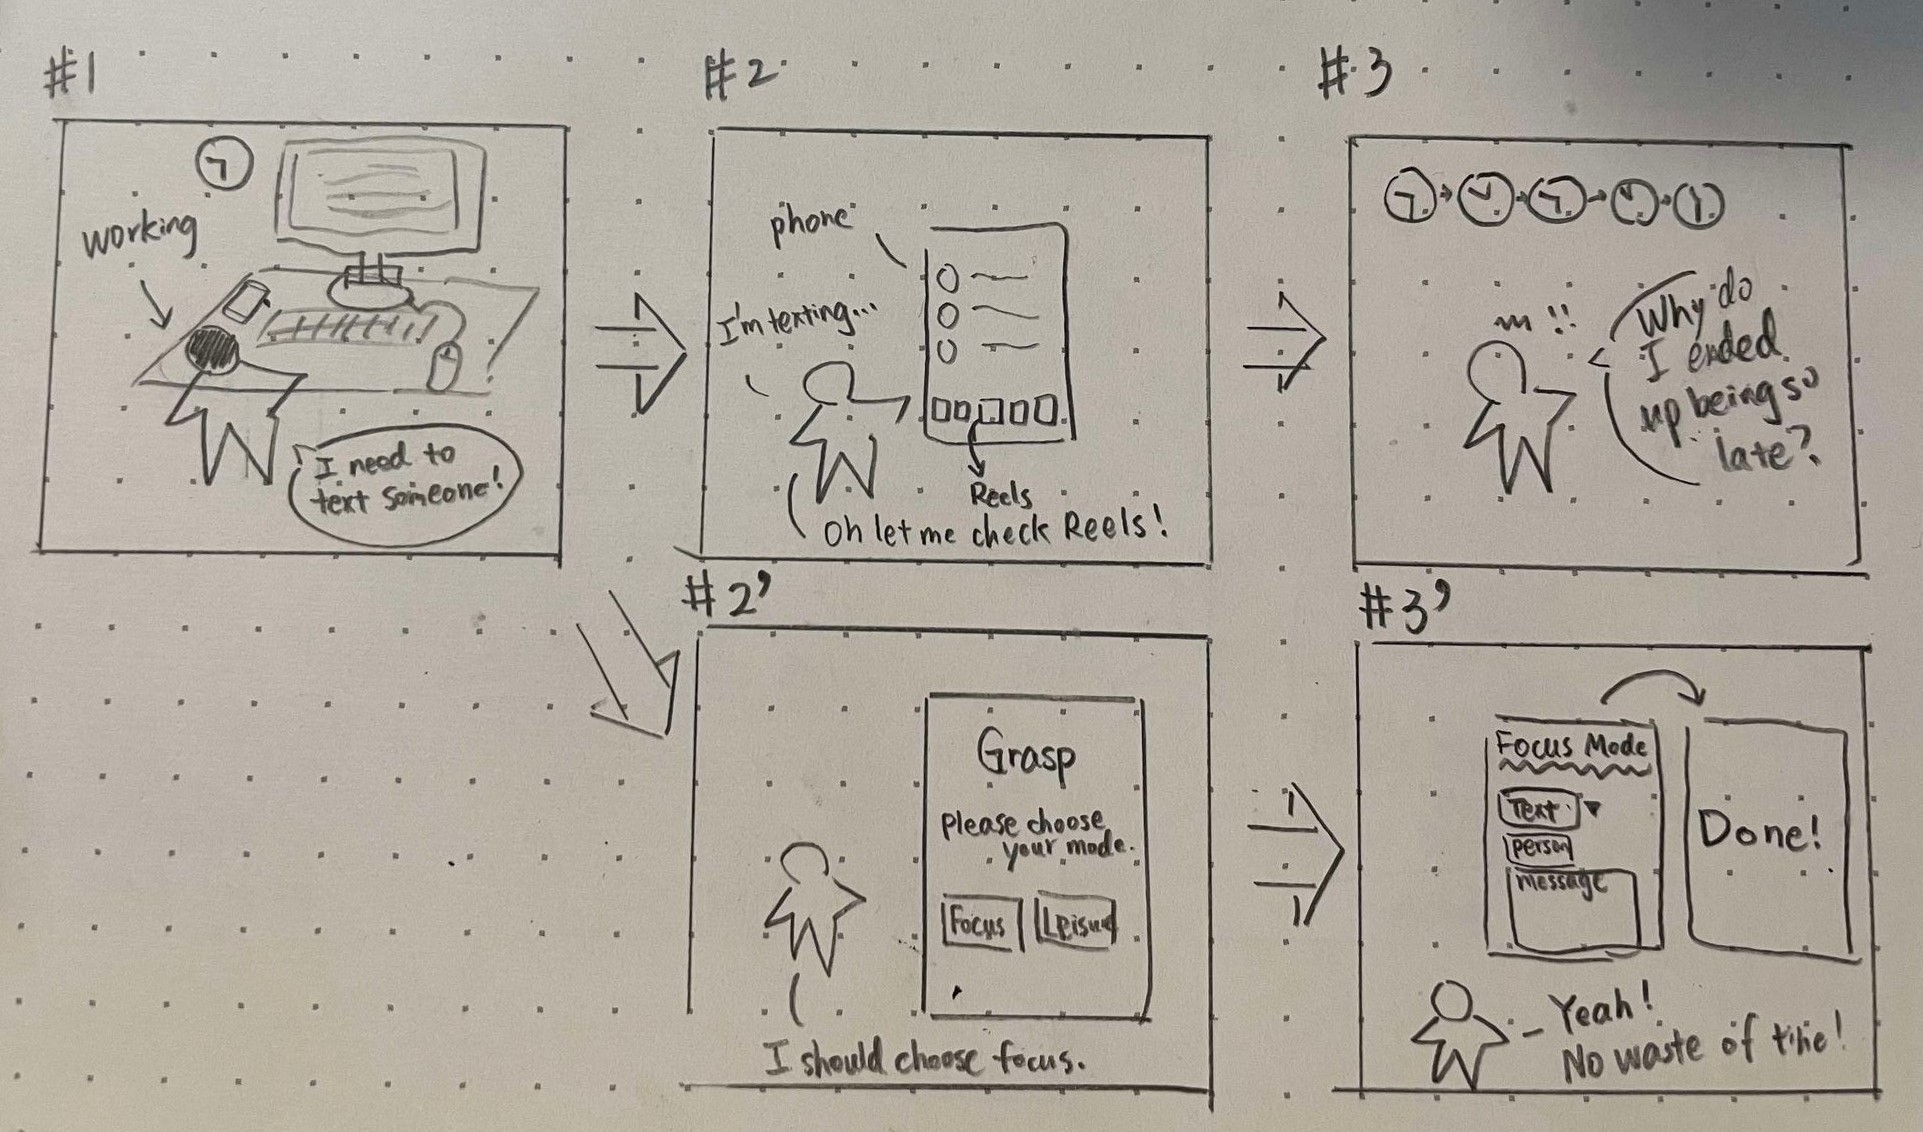 #1
working
I need to
text someone!
#2
phone
I'm texting...
Reels
Oh let me check Reels!
#3
!!
Why do
I ended
up being so
late?
#2'
Grasp
Please choose
your mode.
Focus
Leisure
I should choose focus.
#3'
Focus Mode
Text
person
message
Done!
Yeah!
No waste of time!